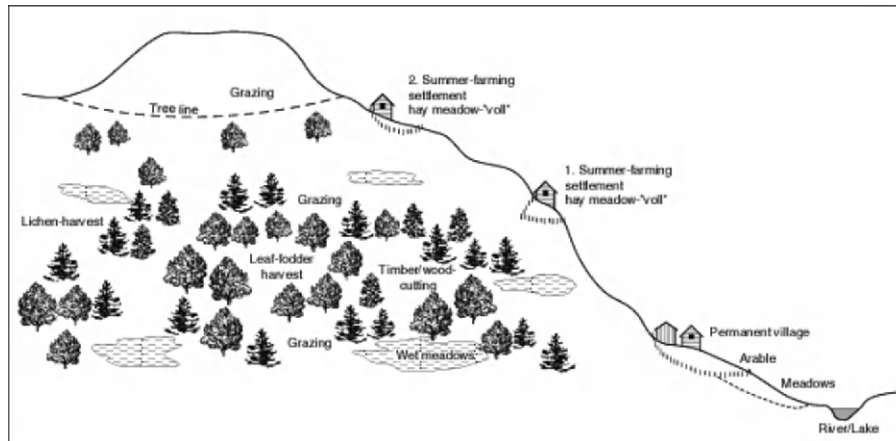 2. Summer-farming
settlement
hay meadow-"voll"
Grazing
Tree line
1. Summer-farming
settlement
hay meadow-"voll"
Grazing
Lichen-harvest
Leaf-fodder
harvest
Timber/wood-
cutting
Permanent village
Grazing
Wet meadows
Arable
Meadows
River/Lake